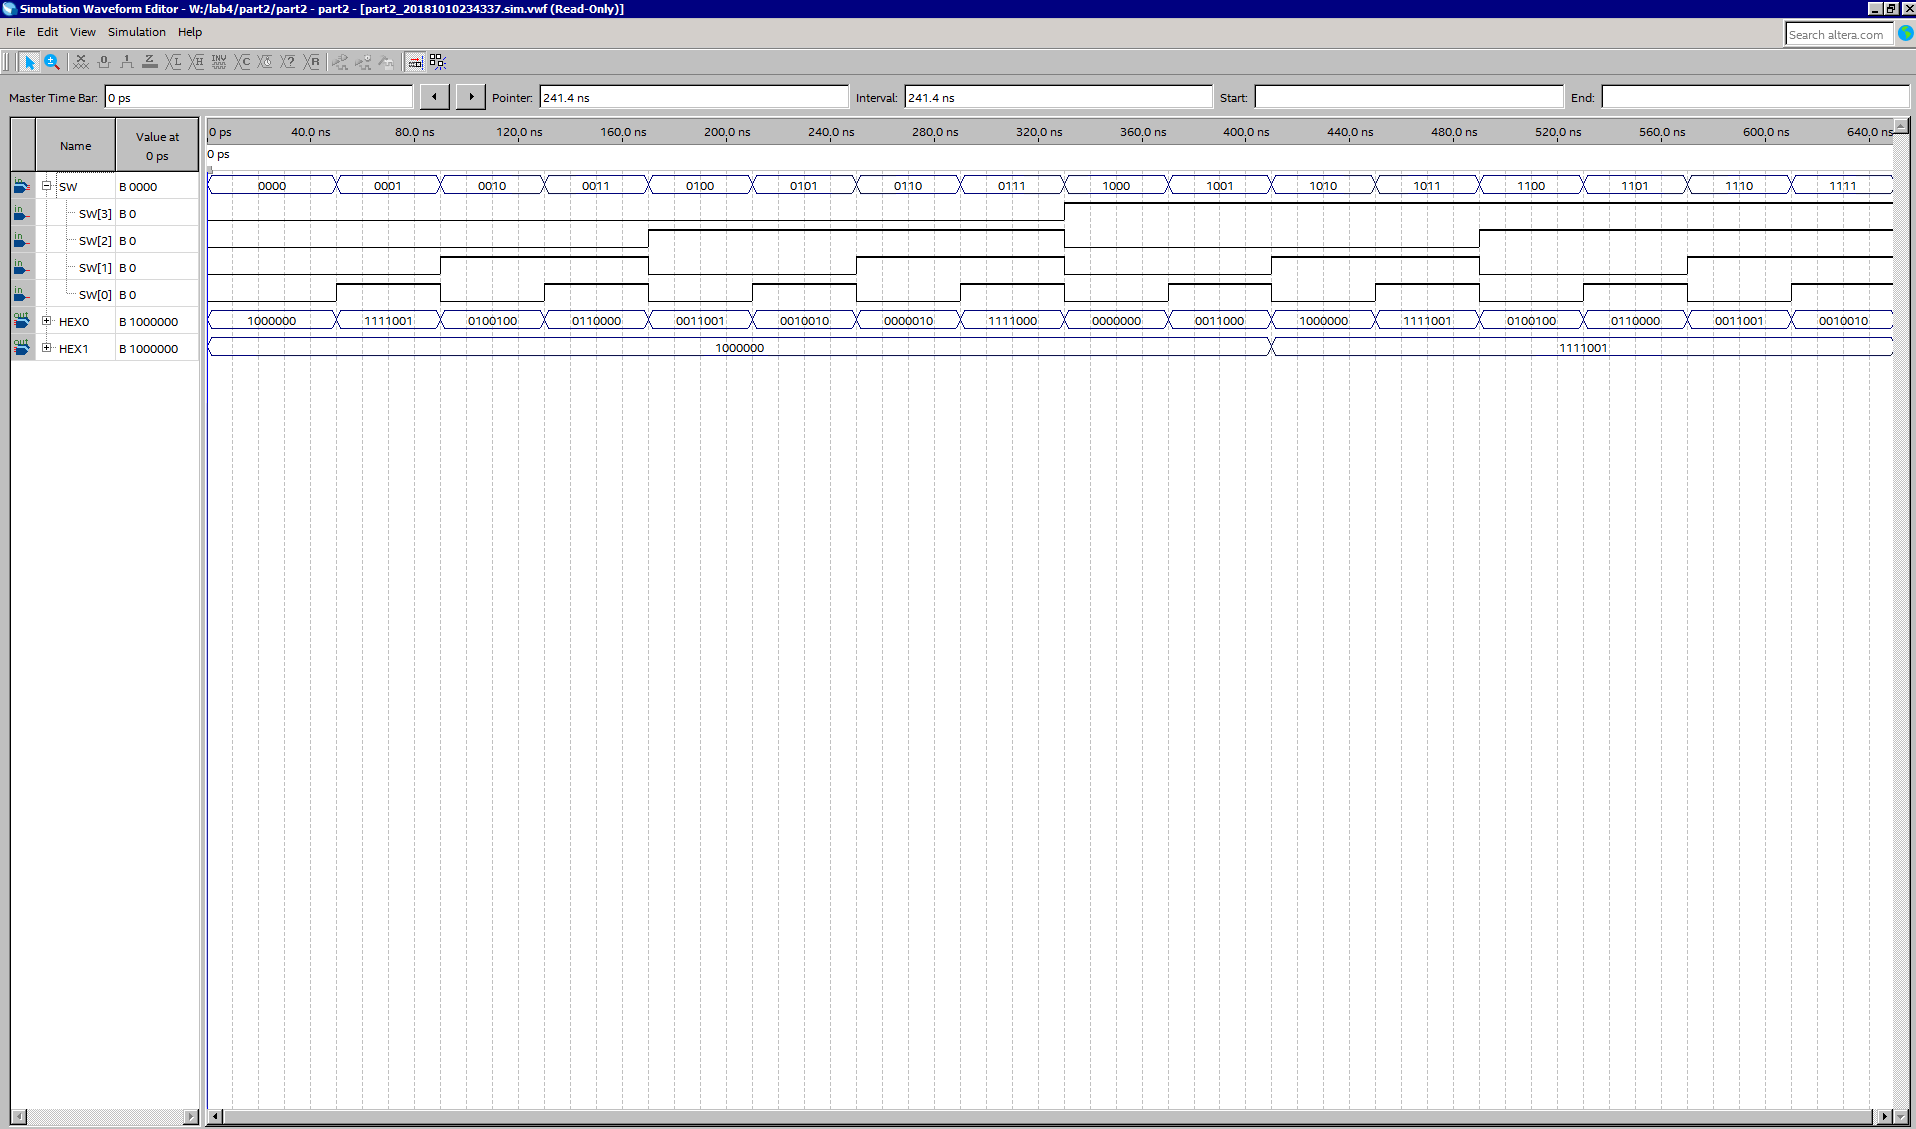 Simulation Waveform Editor - W:/lab4/part2/part2 - part2 - [part2_20181010234337.sim.vwf (Read-Only)]
File Edit View Simulation Help
Search altera.com
Master Time Bar: 0 ps Pointer: 241.4 ns Interval: 241.4 ns Start: End:
Name Value at 0 ps
0 ps 40.0 ns 80.0 ns 120.0 ns 160.0 ns 200.0 ns 240.0 ns 280.0 ns 320.0 ns 360.0 ns 400.0 ns 440.0 ns 480.0 ns 520.0 ns 560.0 ns 600.0 ns 640.0 ns
0 ps
in SW B 0000 0000 0001 0010 0011 0100 0101 0110 0111 1000 1001 1010 1011 1100 1101 1110 1111
in SW[3] B 0
in SW[2] B 0
in SW[1] B 0
in SW[0] B 0
out HEX0 B 1000000 1000000 1111001 0100100 0110000 0011001 0010010 0000010 1111000 0000000 0011000 1000000 1111001 0100100 0110000 0011001 0010010
out HEX1 B 1000000 1000000 1111001